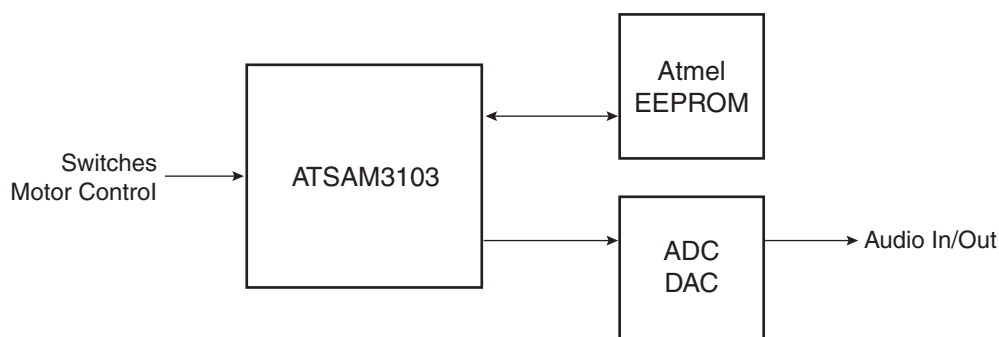 Atmel
EEPROM
Switches
Motor Control
ATSAM3103
ADC
DAC
Audio In/Out